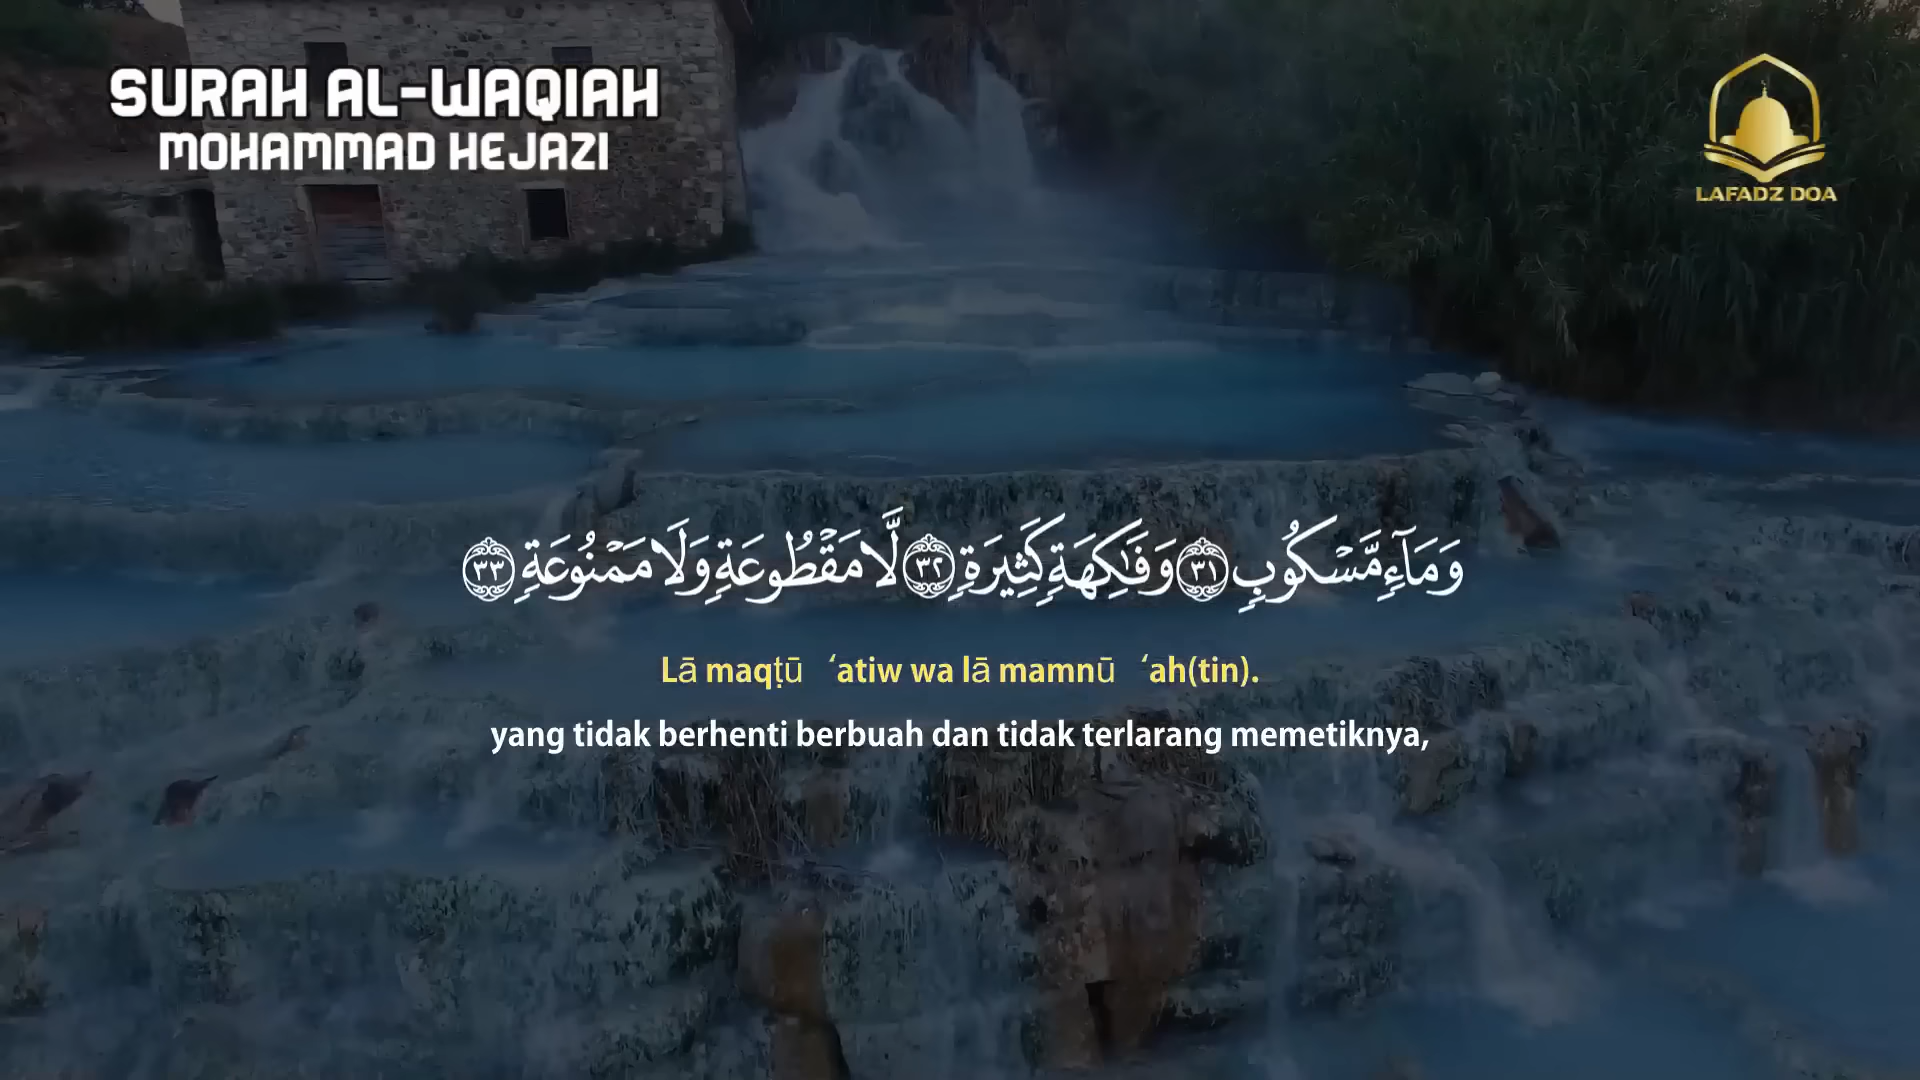 SURAH AL-WAQIAH
MOHAMMAD HEJAZI
LAFADZ DOA
وَمَآءٍ مَّسْكُوبٍ ٣١ وَفَـٰكِهَةٍ كَثِيرَةٍ ٣٢ لَّا مَقْطُوعَةٍ وَلَا مَمْنُوعَةٍ ٣٣
Lā maqṭū ‘atiw wa lā mamnū ‘ah(tin).
yang tidak berhenti berbuah dan tidak terlarang memetiknya,